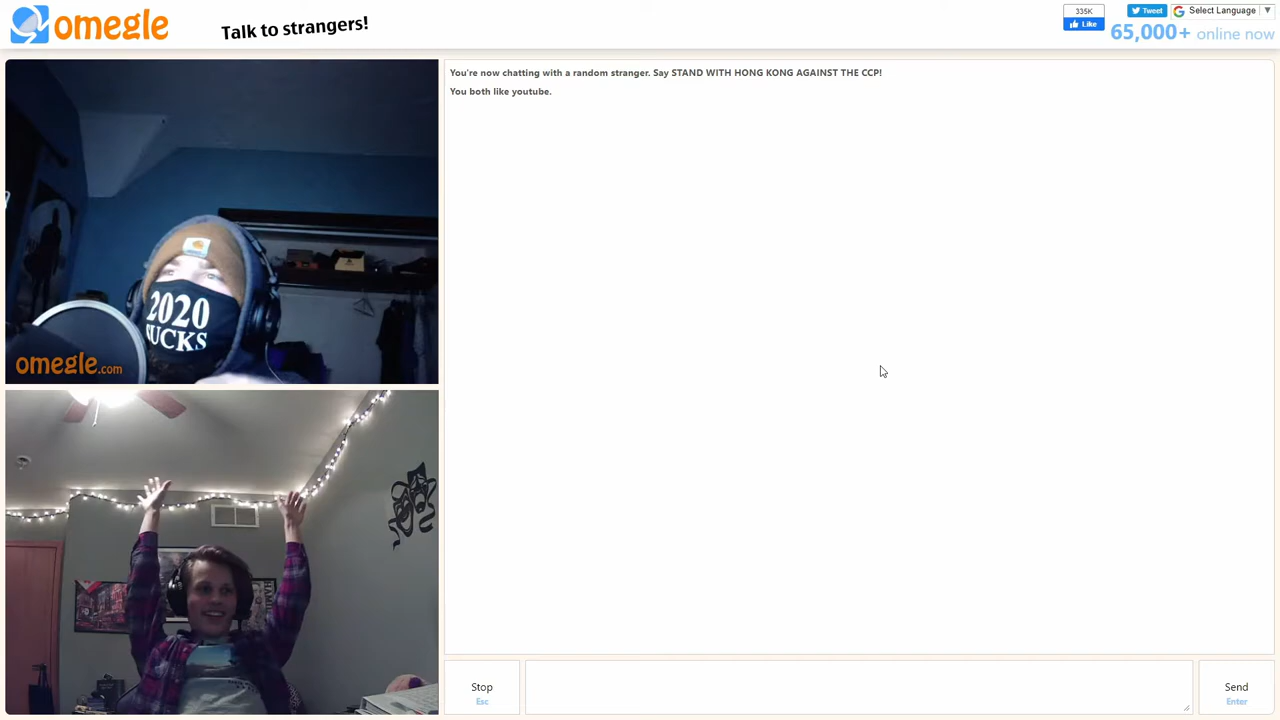 omegle
Talk to strangers!
335K
Like
Tweet
Select Language
65,000+ online now
You're now chatting with a random stranger. Say STAND WITH HONG KONG AGAINST THE CCP!
You both like youtube.
2020
SUCKS
omegle.com
Stop
Esc
Send
Enter